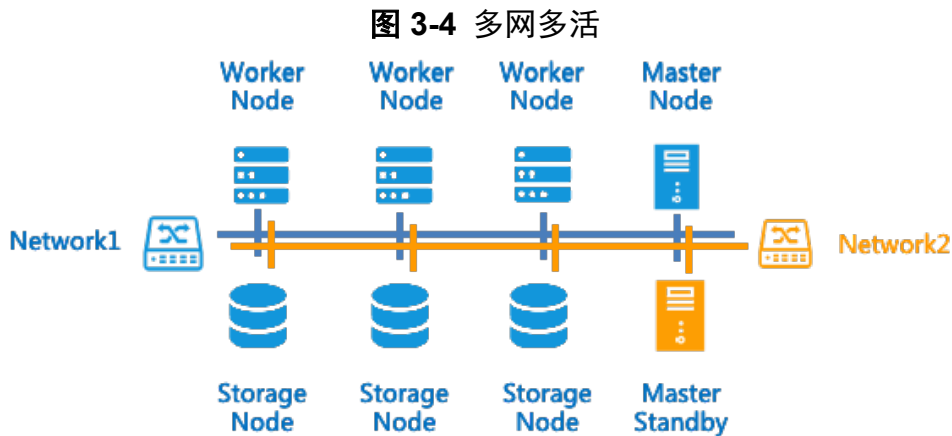 图 3-4 多网多活
Worker Node
Worker Node
Worker Node
Master Node
Network1
Network2
Storage Node
Storage Node
Storage Node
Master Standby